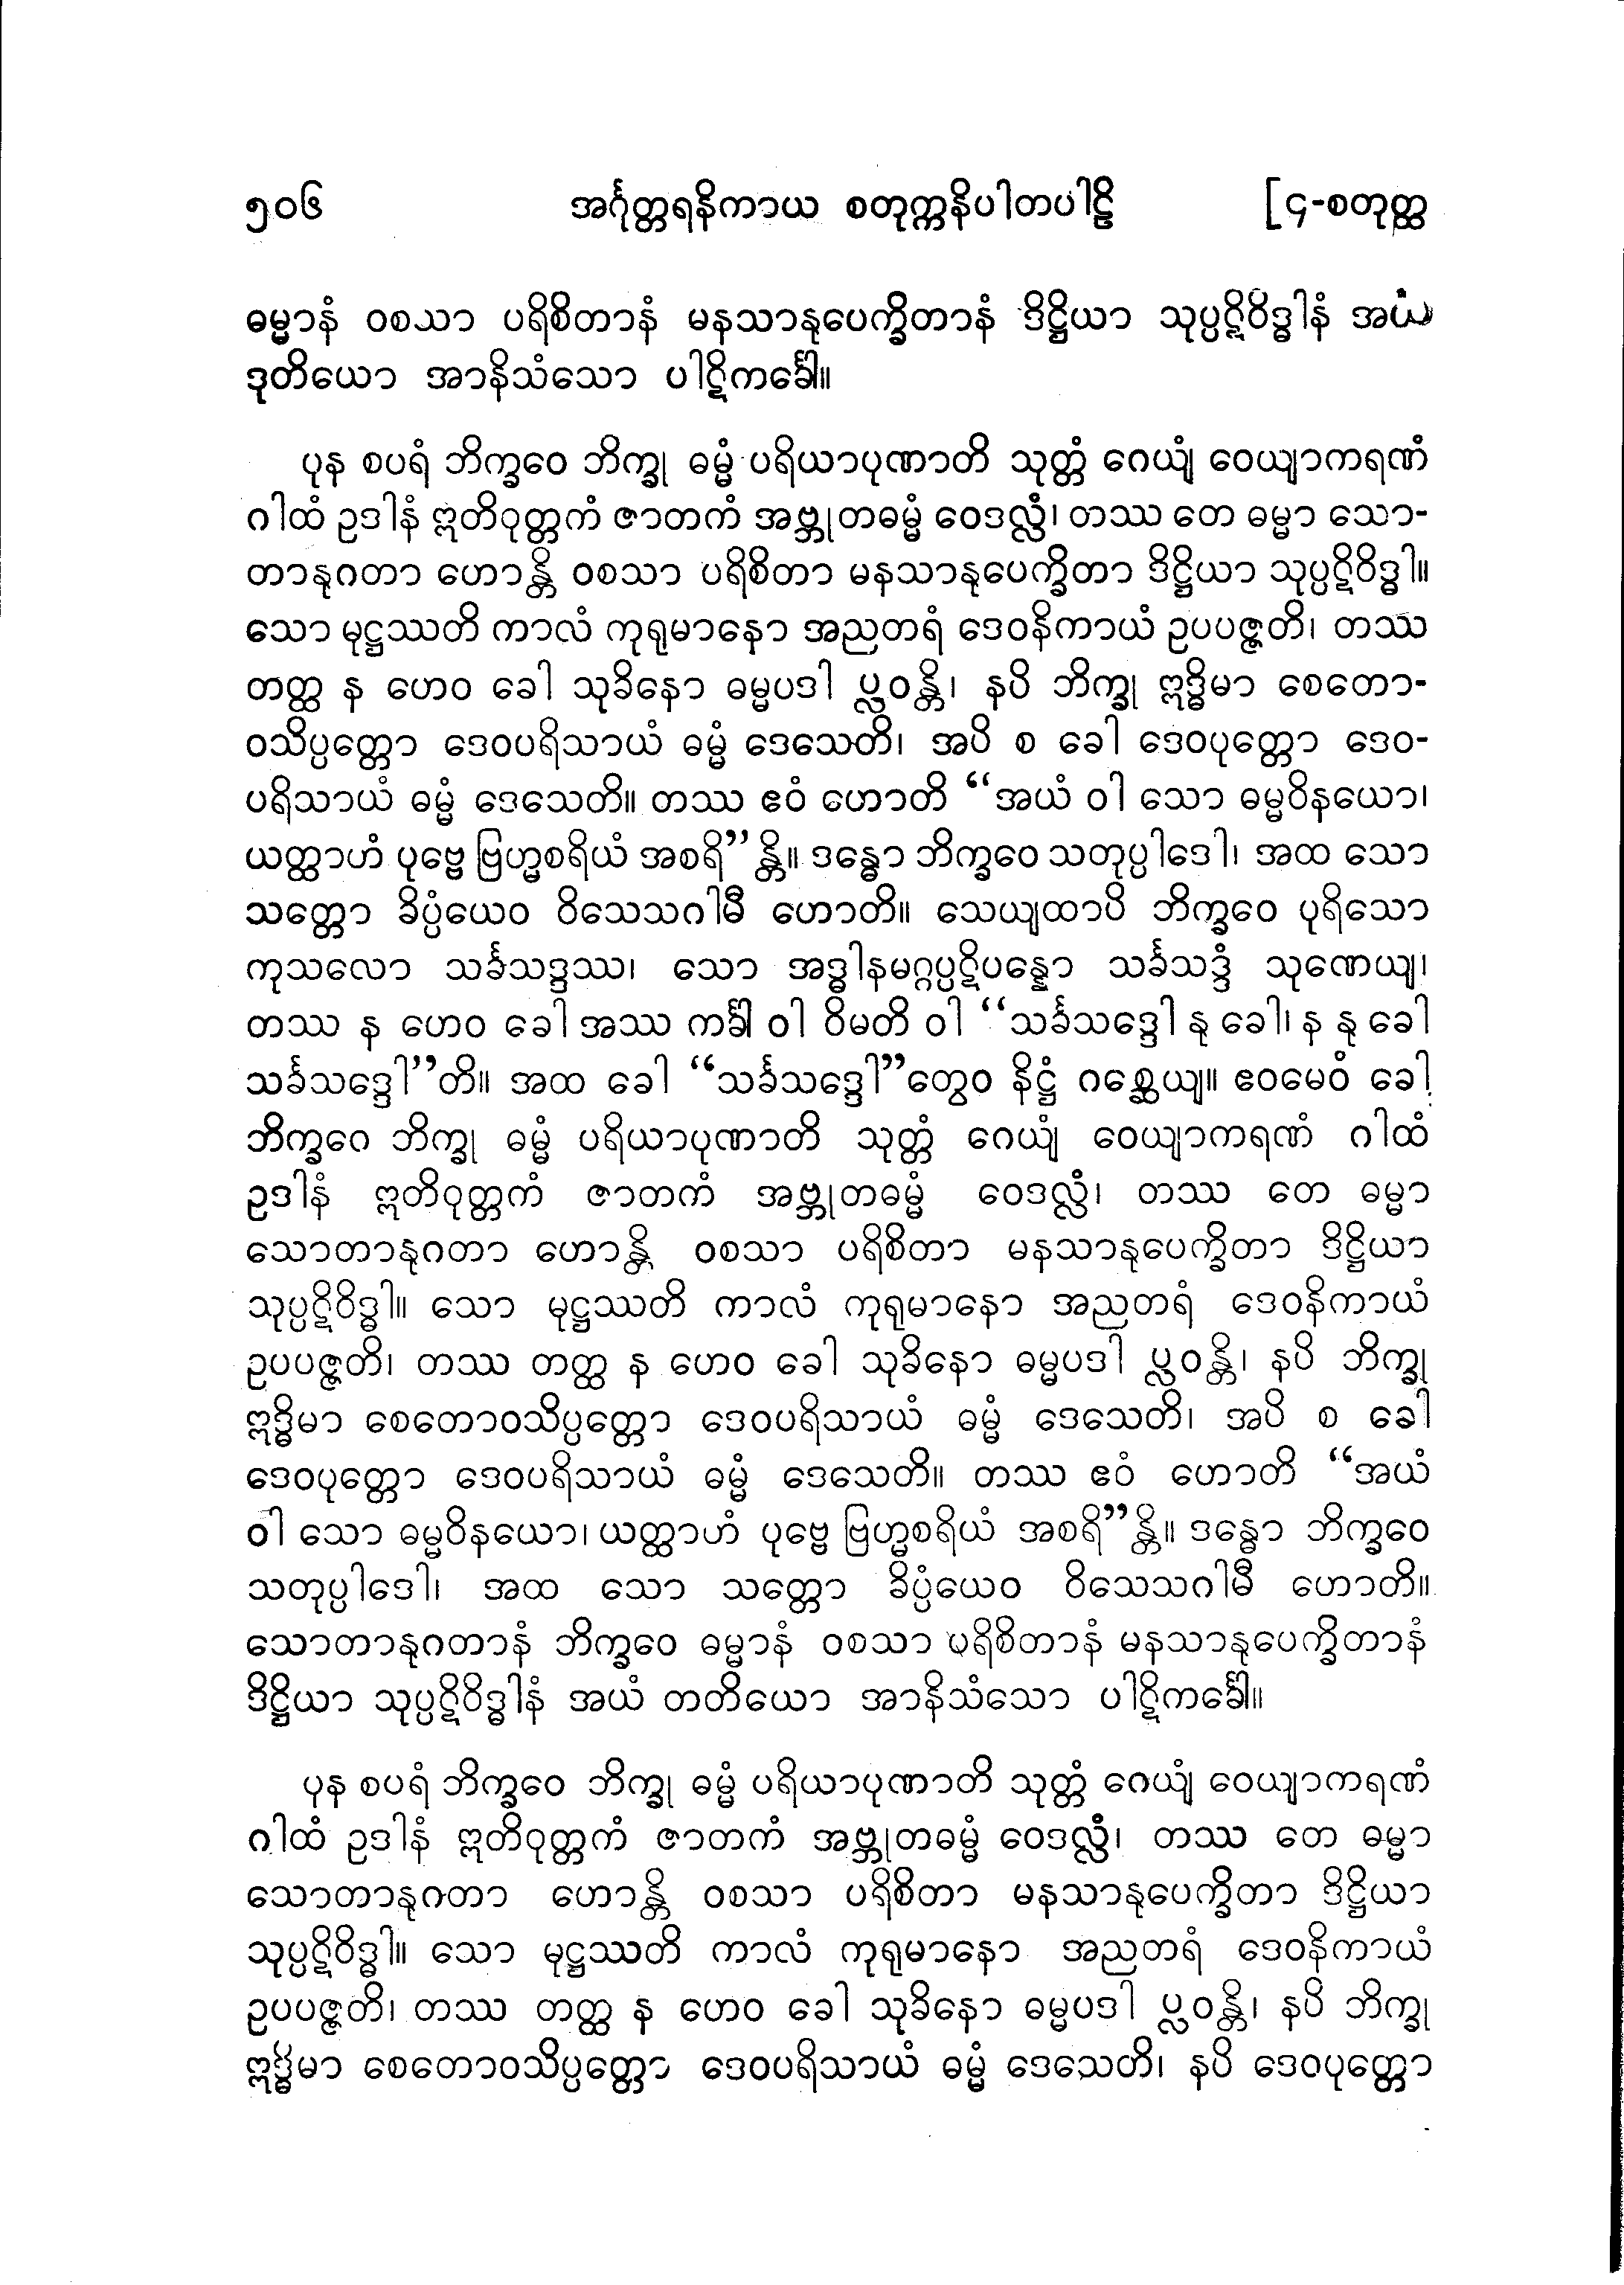 ၅၀၆ အင်္ဂုတ္တရနိကာယ စတုက္ကနိပါတပါဠိ [၄-စတုတ္ထ
ဓမ္မာနံ ဝစသာ ပရိစိတာနံ မနသာနုပေက္ခိတာနံ ဒိဋ္ဌိယာ သုပ္ပဋိဝိဒ္ဓါနံ အယံ
ဒုတိယော အာနိသံသော ပါဋိကင်္ခေါ။
ပုန စပရံ ဘိက္ခဝေ ဘိက္ခု ဓမ္မံ ပရိယာပုဏာတိ သုတ္တံ ဂေယျံ ဝေယျာကရဏံ
ဂါထံ ဥဒါနံ ဣတိဝုတ္တကံ ဇာတကံ အဗ္ဘုတဓမ္မံ ဝေဒလ္လံ၊ တဿ တေ ဓမ္မာ သော-
တာနုဂတာ ဟောန္တိ ဝစသာ ပရိစိတာ မနသာနုပေက္ခိတာ ဒိဋ္ဌိယာ သုပ္ပဋိဝိဒ္ဓါ။
သော မုဋ္ဌဿတိ ကာလံ ကုရုမာနော အညတရံ ဒေဝနိကာယံ ဥပပဇ္ဇတိ၊ တဿ
တတ္ထ န ဟေဝ ခေါ သုခိနော ဓမ္မပဒါ ပ္လဝန္တိ၊ နပိ ဘိက္ခု ဣဒ္ဓိမာ စေတော-
ဝသိပ္ပတ္တော ဒေဝပရိသာယံ ဓမ္မံ ဒေသေတိ၊ အပိ စ ခေါ ဒေဝပုတ္တော ဒေဝ-
ပရိသာယံ ဓမ္မံ ဒေသေတိ။ တဿ ဧဝံ ဟောတိ “အယံ ဝါ သော ဓမ္မဝိနယော၊
ယတ္ထာဟံ ပုဗ္ဗေ ဗြဟ္မစရိယံ အစရိ”န္တိ။ ဒန္ဓော ဘိက္ခဝေ သတုပ္ပါဒေါ၊ အထ သော
သတ္တော ခိပ္ပံယေဝ ဝိသေသဂါမီ ဟောတိ။ သေယျထာပိ ဘိက္ခဝေ ပုရိသော
ကုသလော သင်္ခသဒ္ဒဿ၊ သော အဒ္ဓါနမဂ္ဂပ္ပဋိပန္နော သင်္ခသဒ္ဒံ သုဏေယျ၊
တဿ န ဟေဝ ခေါ အဿ ကင်္ခါ ဝါ ဝိမတိ ဝါ “သင်္ခသဒ္ဒေါ နု ခေါ၊ န နု ခေါ
သင်္ခသဒ္ဒေါ”တိ။ အထ ခေါ “သင်္ခသဒ္ဒေါ”တွေဝ နိဋ္ဌံ ဂစ္ဆေယျ။ ဧဝမေဝံ ခေါ
ဘိက္ခဝေ ဘိက္ခု ဓမ္မံ ပရိယာပုဏာတိ သုတ္တံ ဂေယျံ ဝေယျာကရဏံ ဂါထံ
ဥဒါနံ ဣတိဝုတ္တကံ ဇာတကံ အဗ္ဘုတဓမ္မံ ဝေဒလ္လံ၊ တဿ တေ ဓမ္မာ
သောတာနုဂတာ ဟောန္တိ ဝစသာ ပရိစိတာ မနသာနုပေက္ခိတာ ဒိဋ္ဌိယာ
သုပ္ပဋိဝိဒ္ဓါ။ သော မုဋ္ဌဿတိ ကာလံ ကုရုမာနော အညတရံ ဒေဝနိကာယံ
ဥပပဇ္ဇတိ၊ တဿ တတ္ထ န ဟေဝ ခေါ သုခိနော ဓမ္မပဒါ ပ္လဝန္တိ၊ နပိ ဘိက္ခု
ဣဒ္ဓိမာ စေတောဝသိပ္ပတ္တော ဒေဝပရိသာယံ ဓမ္မံ ဒေသေတိ၊ အပိ စ ခေါ
ဒေဝပုတ္တော ဒေဝပရိသာယံ ဓမ္မံ ဒေသေတိ။ တဿ ဧဝံ ဟောတိ “အယံ
ဝါ သော ဓမ္မဝိနယော၊ ယတ္ထာဟံ ပုဗ္ဗေ ဗြဟ္မစရိယံ အစရိ”န္တိ။ ဒန္ဓော ဘိက္ခဝေ
သတုပ္ပါဒေါ၊ အထ သော သတ္တော ခိပ္ပံယေဝ ဝိသေသဂါမီ ဟောတိ။
သောတာနုဂတာနံ ဘိက္ခဝေ ဓမ္မာနံ ဝစသာ ပရိစိတာနံ မနသာနုပေက္ခိတာနံ
ဒိဋ္ဌိယာ သုပ္ပဋိဝိဒ္ဓါနံ အယံ တတိယော အာနိသံသော ပါဋိကင်္ခေါ။
ပုန စပရံ ဘိက္ခဝေ ဘိက္ခု ဓမ္မံ ပရိယာပုဏာတိ သုတ္တံ ဂေယျံ ဝေယျာကရဏံ
ဂါထံ ဥဒါနံ ဣတိဝုတ္တကံ ဇာတကံ အဗ္ဘုတဓမ္မံ ဝေဒလ္လံ၊ တဿ တေ ဓမ္မာ
သောတာနုဂတာ ဟောန္တိ ဝစသာ ပရိစိတာ မနသာနုပေက္ခိတာ ဒိဋ္ဌိယာ
သုပ္ပဋိဝိဒ္ဓါ။ သော မုဋ္ဌဿတိ ကာလံ ကုရုမာနော အညတရံ ဒေဝနိကာယံ
ဥပပဇ္ဇတိ၊ တဿ တတ္ထ န ဟေဝ ခေါ သုခိနော ဓမ္မပဒါ ပ္လဝန္တိ၊ နပိ ဘိက္ခု
ဣဒ္ဓိမာ စေတောဝသိပ္ပတ္တော ဒေဝပရိသာယံ ဓမ္မံ ဒေသေတိ၊ နပိ ဒေဝပုတ္တော